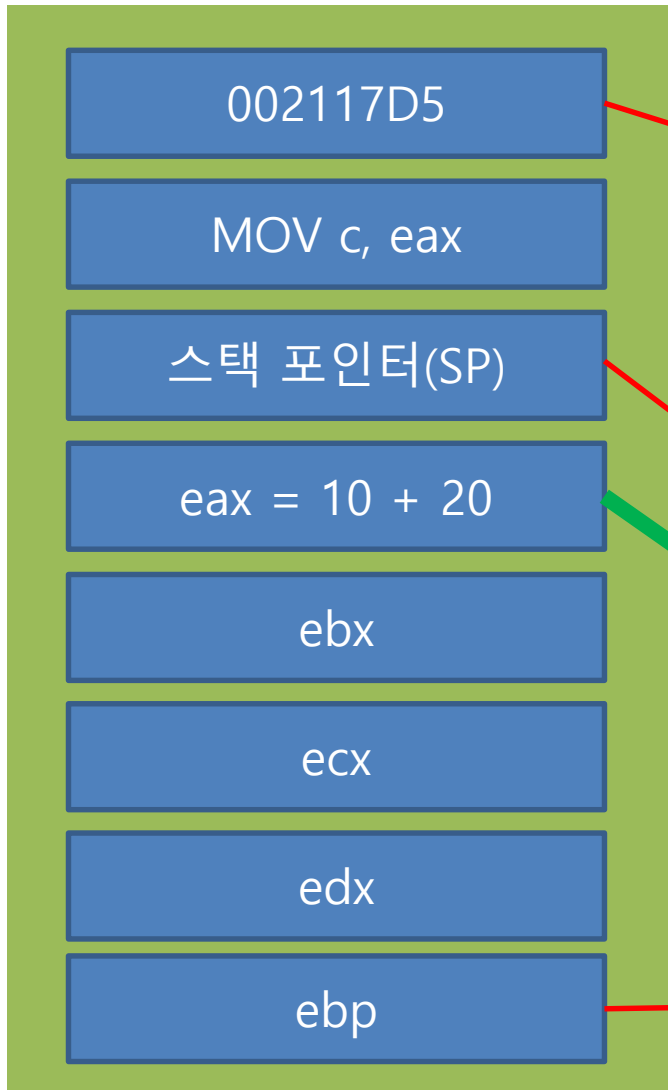 002117D5
MOV c, eax
스택 포인터(SP)
eax = 10 + 20
ebx
ecx
edx
ebp